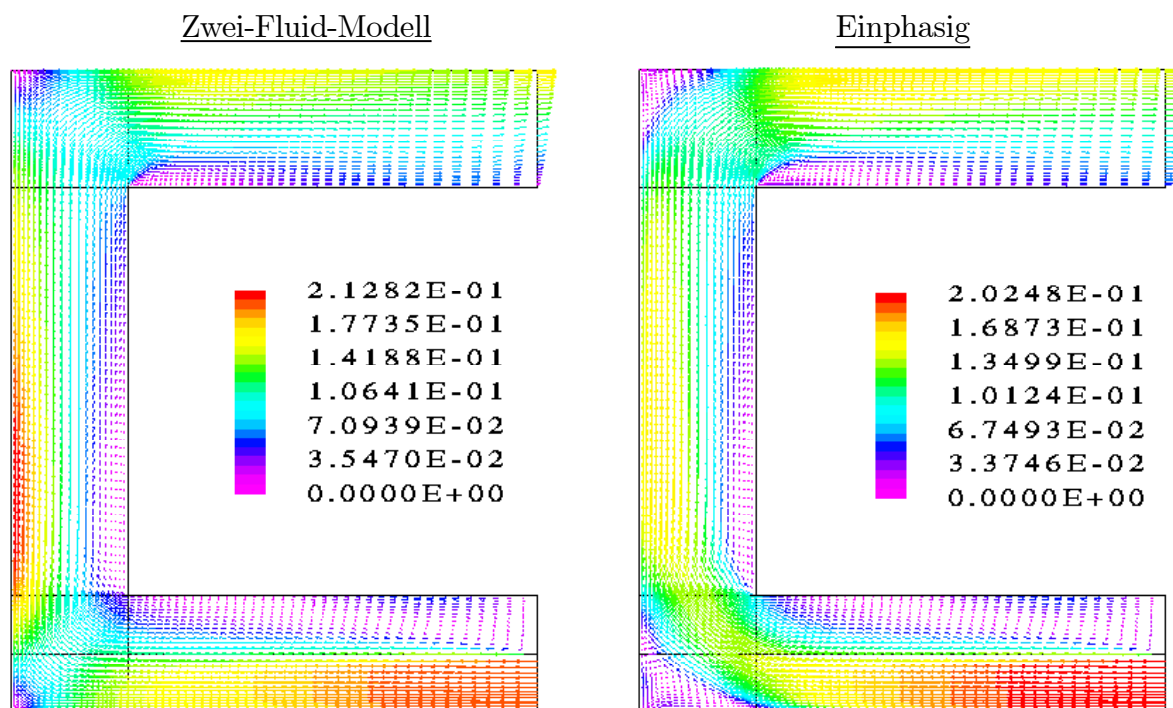 Zwei-Fluid-Modell
Einphasig
2.1282E-01
1.7735E-01
1.4188E-01
1.0641E-01
7.0939E-02
3.5470E-02
0.0000E+00
2.0248E-01
1.6873E-01
1.3499E-01
1.0124E-01
6.7493E-02
3.3746E-02
0.0000E+00